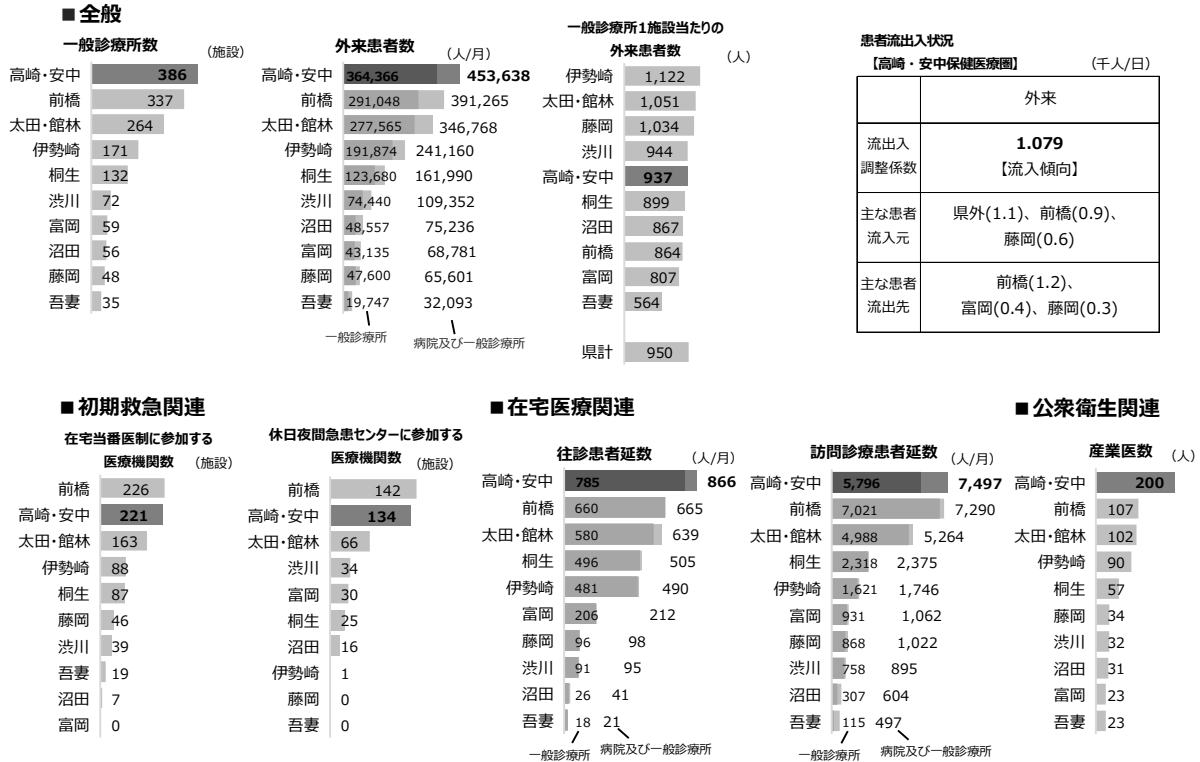 ■全般
一般診療所数 （施設）
高崎・安中 386
前橋 337
太田・館林 264
伊勢崎 171
桐生 132
渋川 72
富岡 59
沼田 56
藤岡 48
吾妻 35
外来患者数 （人/月）
高崎・安中 364,366 453,638
前橋 291,048 391,265
太田・館林 277,565 346,768
伊勢崎 191,874 241,160
桐生 123,680 161,990
渋川 74,440 109,352
沼田 48,557 75,236
富岡 43,135 68,781
藤岡 47,600 65,601
吾妻 19,747 32,093
一般診療所 病院及び一般診療所
一般診療所1施設当たりの
外来患者数 （人）
伊勢崎 1,122
太田・館林 1,051
藤岡 1,034
渋川 944
高崎・安中 937
桐生 899
沼田 867
前橋 864
富岡 807
吾妻 564
県計 950
患者流出入状況
【高崎・安中保健医療圏】 （千人/日）
外来
流出入
調整係数
1.079
【流入傾向】
主な患者
流入元
県外(1.1)、前橋(0.9)、
藤岡(0.6)
主な患者
流出先
前橋(1.2)、
富岡(0.4)、藤岡(0.3)
■初期救急関連
在宅当番医制に参加する
医療機関数 （施設）
前橋 226
高崎・安中 221
太田・館林 163
伊勢崎 88
桐生 87
藤岡 46
渋川 39
吾妻 19
沼田 7
富岡 0
休日夜間急患センターに参加する
医療機関数 （施設）
前橋 142
高崎・安中 134
太田・館林 66
渋川 34
富岡 30
桐生 25
沼田 16
伊勢崎 1
藤岡 0
吾妻 0
■在宅医療関連
往診患者延数 （人/月）
高崎・安中 785 866
前橋 660 665
太田・館林 580 639
桐生 496 505
伊勢崎 481 490
富岡 206 212
藤岡 96 98
渋川 91 95
沼田 26 41
吾妻 18 21
一般診療所 病院及び一般診療所
訪問診療患者延数 （人/月）
高崎・安中 5,796 7,497
前橋 7,021 7,290
太田・館林 4,988 5,264
桐生 2,318 2,375
伊勢崎 1,621 1,746
富岡 931 1,062
藤岡 868 1,022
渋川 758 895
沼田 307 604
吾妻 115 497
一般診療所 病院及び一般診療所
■公衆衛生関連
産業医数 （人）
高崎・安中 200
前橋 107
太田・館林 102
伊勢崎 90
桐生 57
藤岡 34
渋川 32
沼田 31
富岡 23
吾妻 23